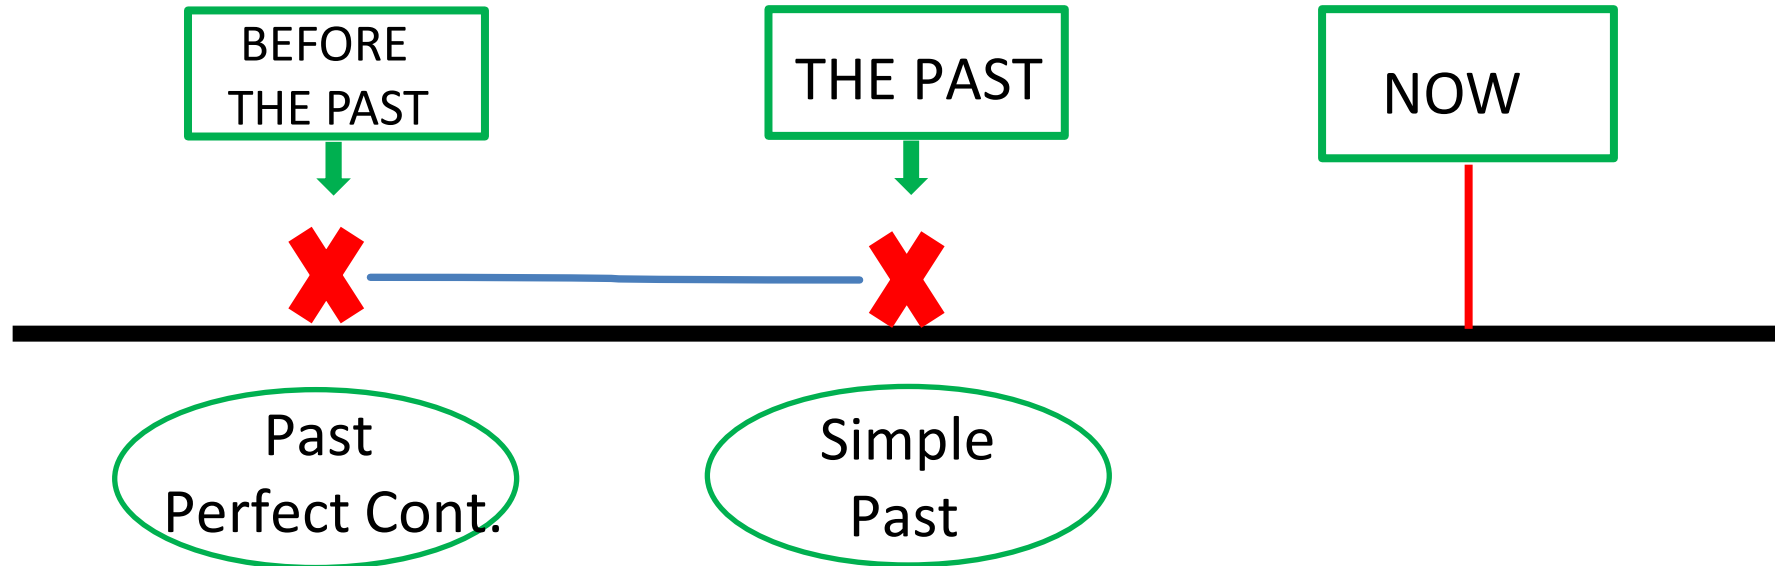 BEFORE
THE PAST
THE PAST
NOW
Past
Perfect Cont.
Simple
Past